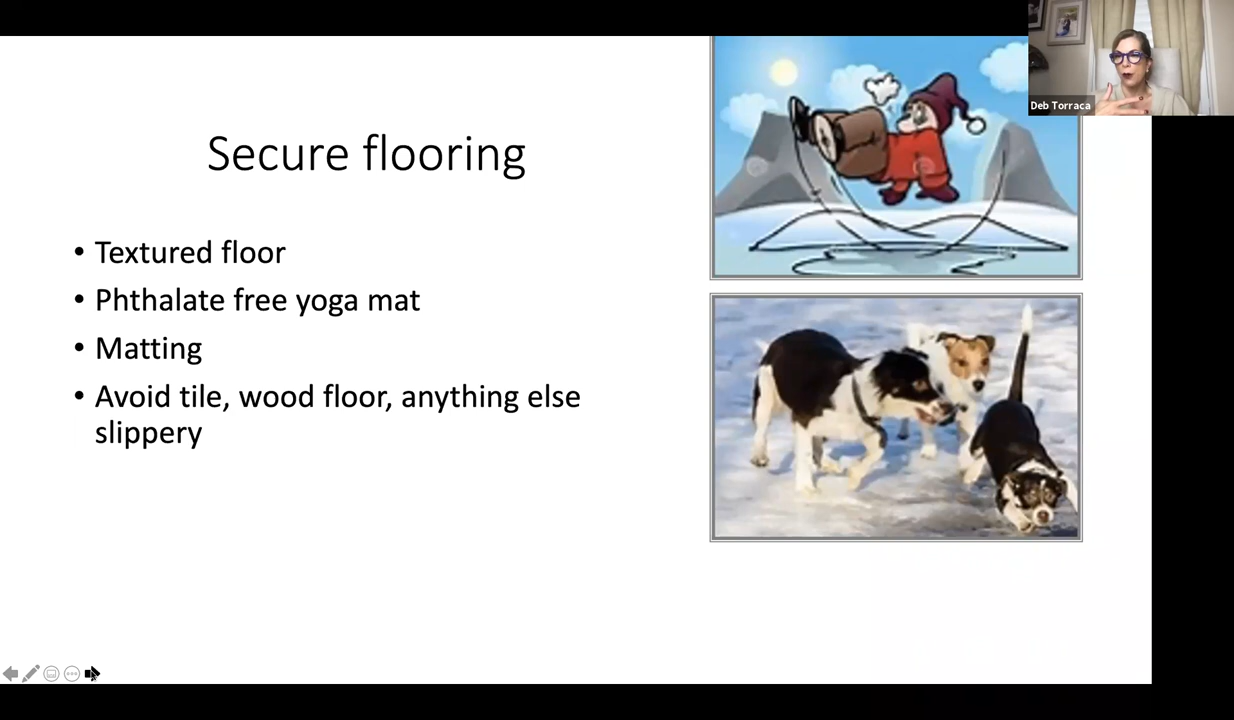 Deb Torraca
Secure flooring
• Textured floor
• Phthalate free yoga mat
• Matting
• Avoid tile, wood floor, anything else
slippery